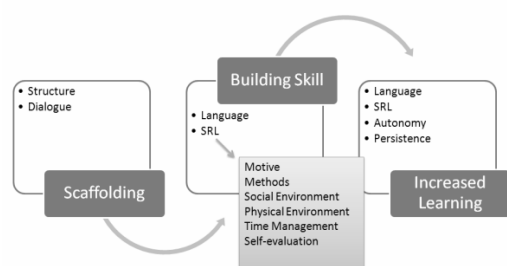 • Structure
• Dialogue
Scaffolding
Building Skill
• Language
• SRL
Motive
Methods
Social Environment
Physical Environment
Time Management
Self-evaluation
• Language
• SRL
• Autonomy
• Persistence
Increased
Learning